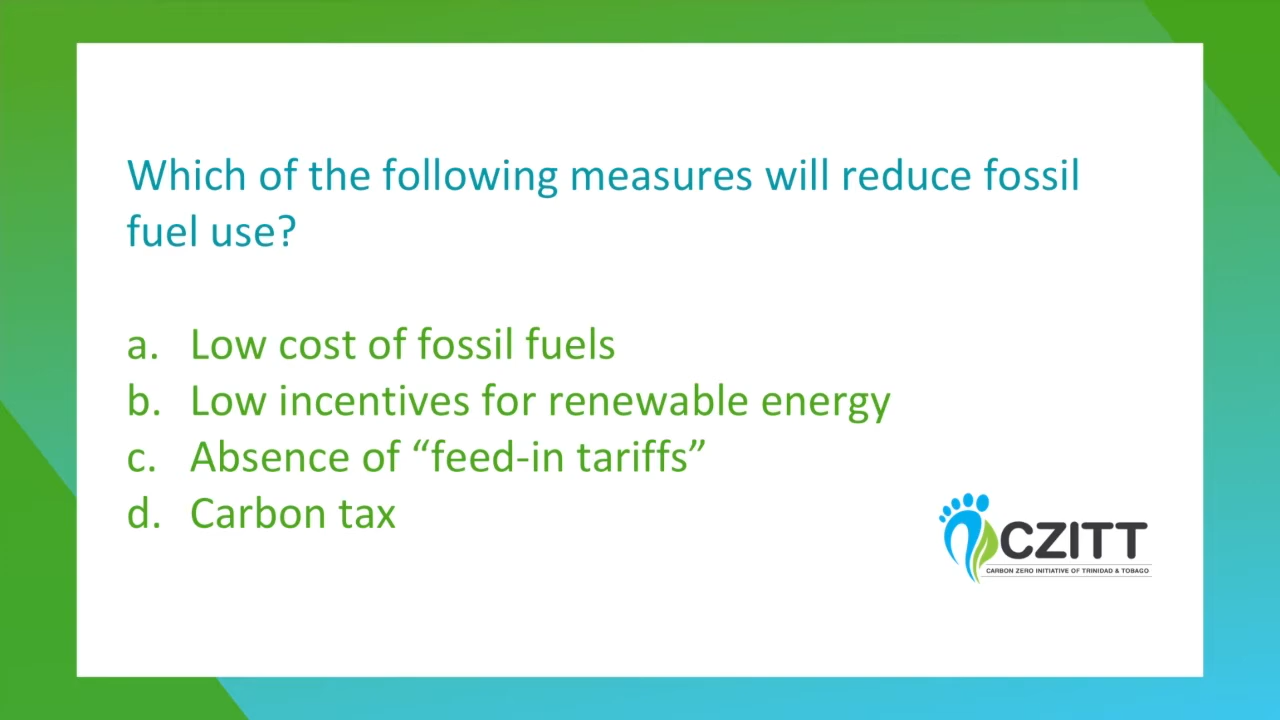 Which of the following measures will reduce fossil
fuel use?
a. Low cost of fossil fuels
b. Low incentives for renewable energy
c. Absence of “feed-in tariffs”
d. Carbon tax
CZITT
CARBON ZERO INITIATIVE OF TRINIDAD & TOBAGO